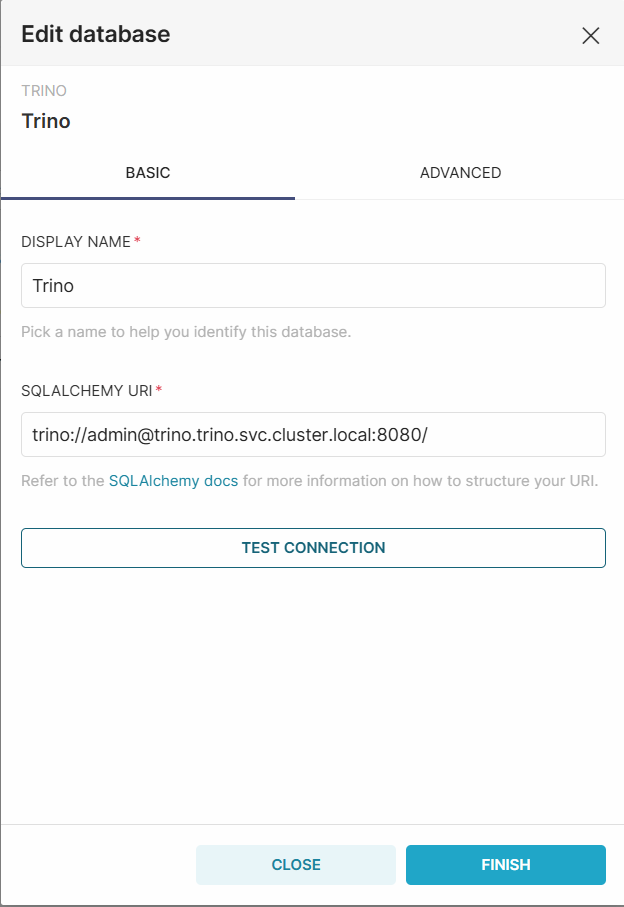 Edit database
TRINO
Trino
BASIC
ADVANCED
DISPLAY NAME *
Trino
Pick a name to help you identify this database.
SQLALCHEMY URI *
trino://admin@trino.trino.svc.cluster.local:8080/
Refer to the SQLAlchemy docs for more information on how to structure your URI.
TEST CONNECTION
CLOSE
FINISH